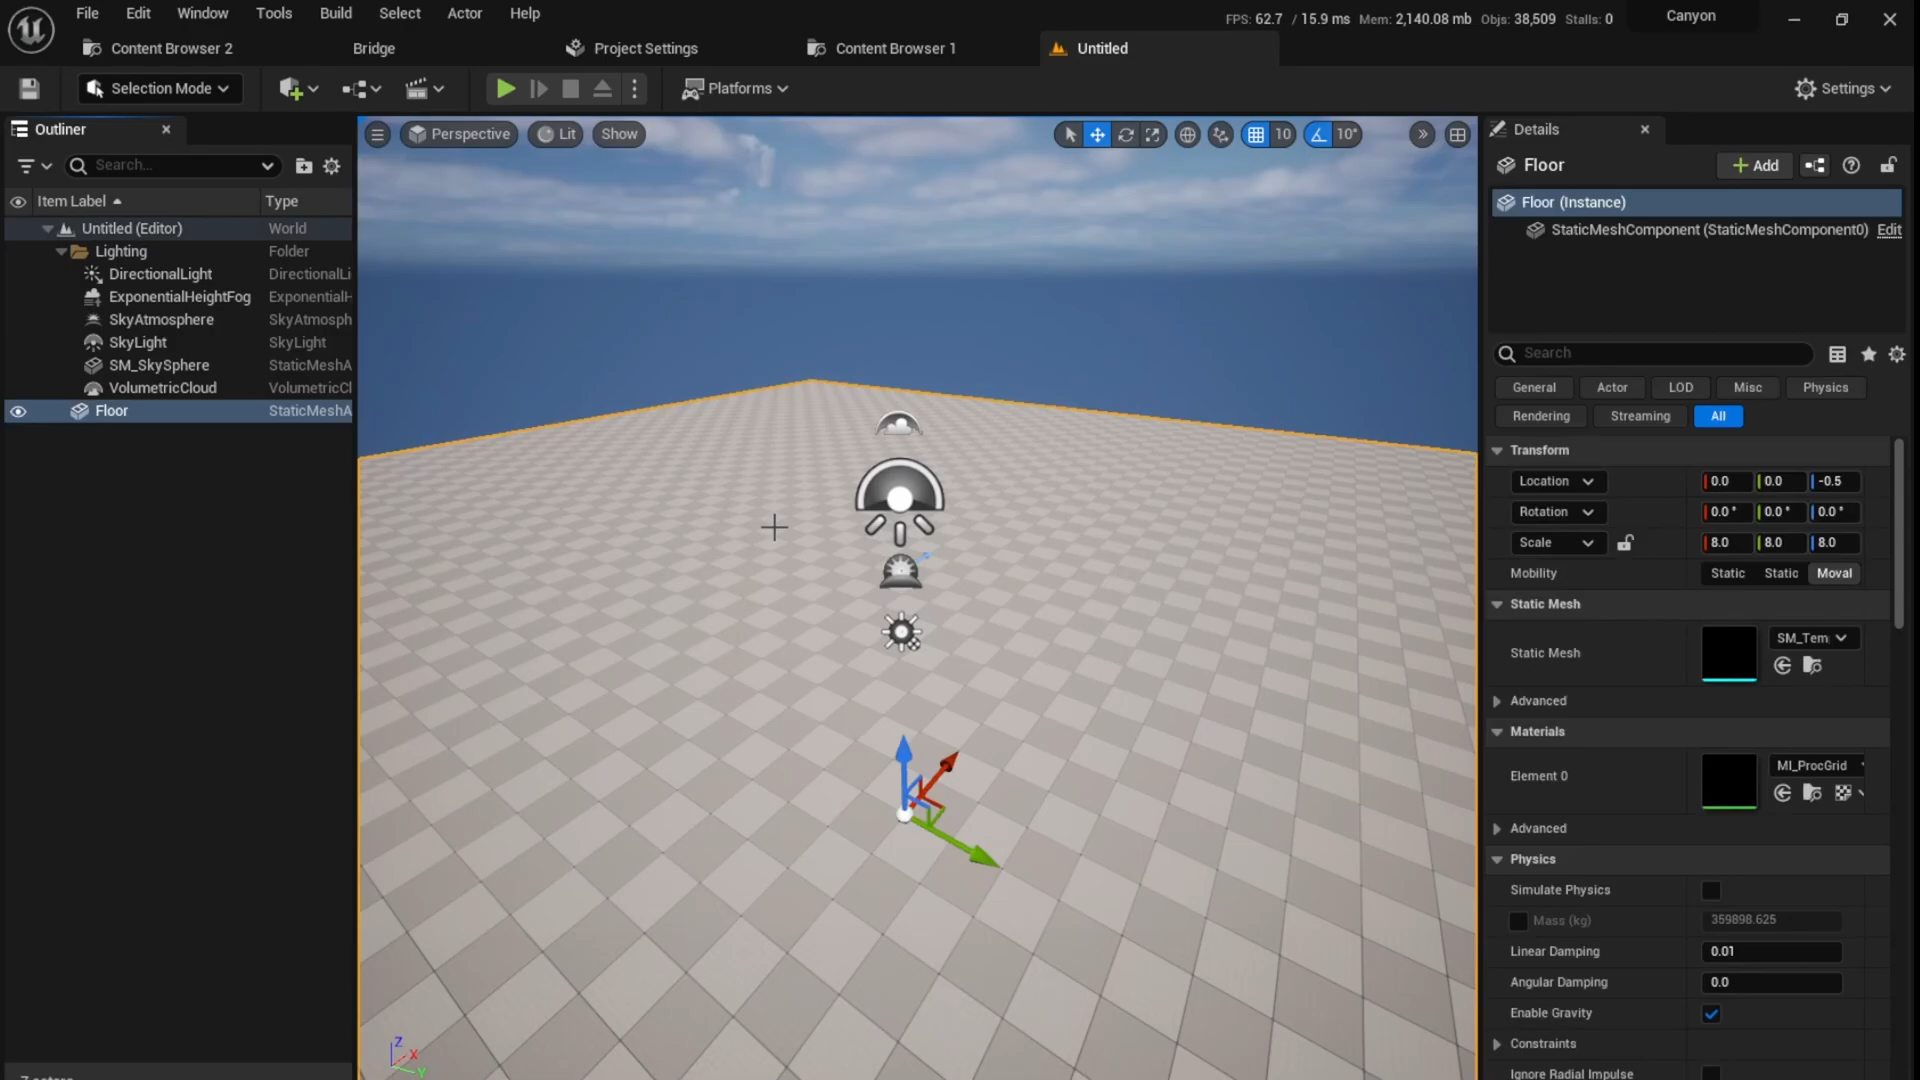 File Edit Window Tools Build Select Actor Help
FPS: 62.7 / 15.9 ms Mem: 2,140.08 mb Objs: 38,509 Stalls: 0
Canyon
Content Browser 2
Bridge
Project Settings
Content Browser 1
Untitled
Selection Mode
Platforms
Settings
Outliner
Search...
Item Label Type
Untitled (Editor) World
Lighting Folder
DirectionalLight DirectionalLi
ExponentialHeightFog ExponentialH
SkyAtmosphere SkyAtmosph
SkyLight SkyLight
SM_SkySphere StaticMeshA
VolumetricCloud VolumetricCl
Floor StaticMeshA
Perspective Lit Show
10 10°
Z
X
Y
Details
Floor
Add
Floor (Instance)
StaticMeshComponent (StaticMeshComponent0) Edit
Search
General Actor LOD Misc Physics
Rendering Streaming All
Transform
Location 0.0 0.0 -0.5
Rotation 0.0° 0.0° 0.0°
Scale 8.0 8.0 8.0
Mobility Static Static Moval
Static Mesh
Static Mesh SM_Tem
Advanced
Materials
Element 0 MI_ProcGrid
Advanced
Physics
Simulate Physics
Mass (kg) 359898.625
Linear Damping 0.01
Angular Damping 0.0
Enable Gravity
Constraints
Ignore Radial Impulse